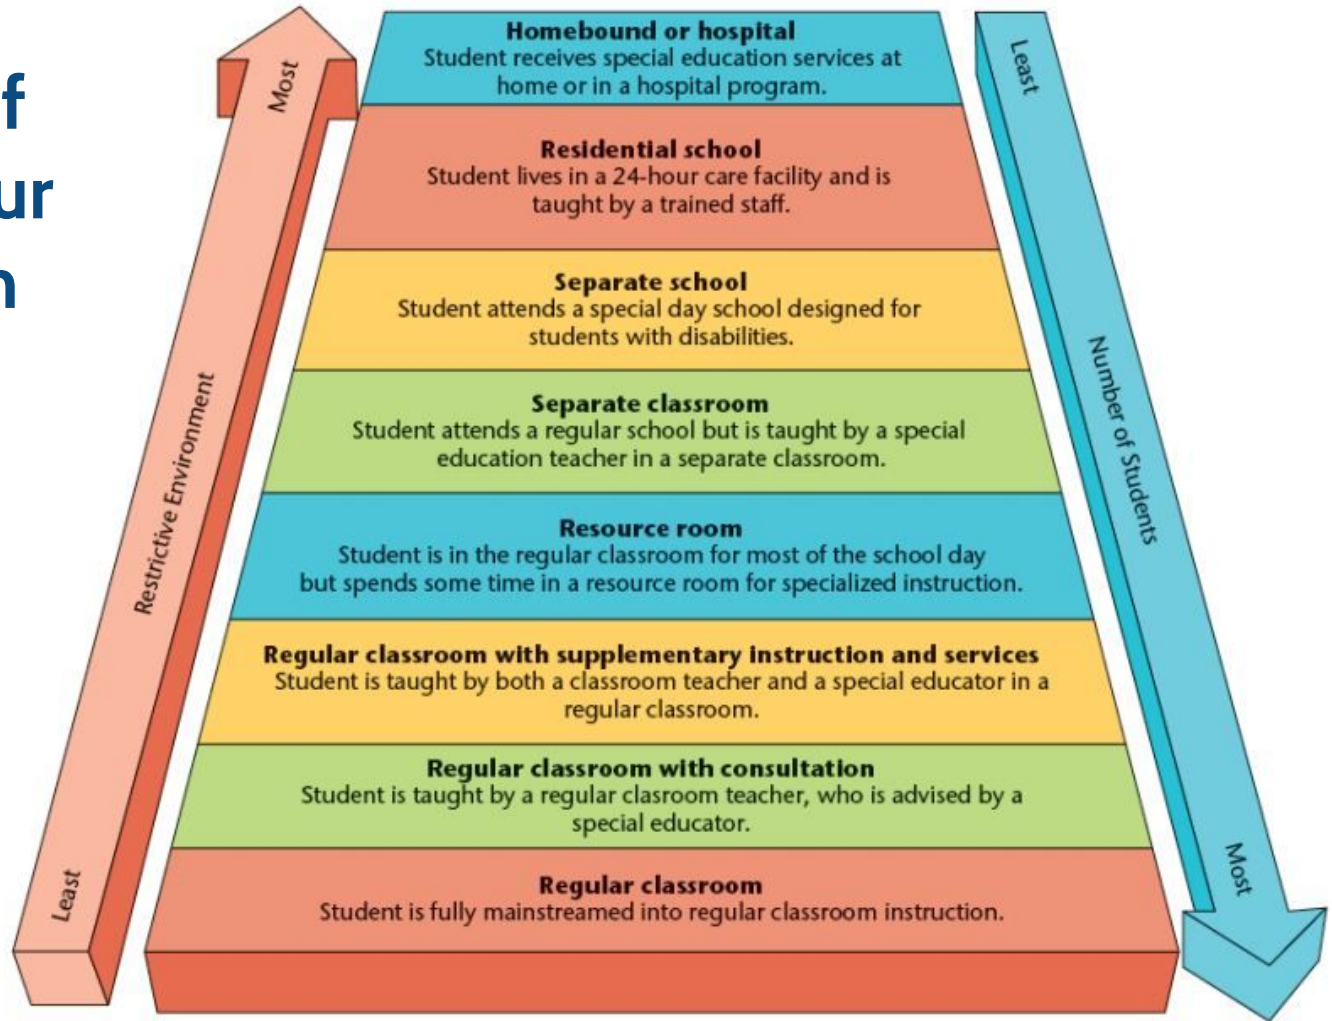 f
ur
n
Most
Restrictive Environment
Least
Homebound or hospital
Student receives special education services at
home or in a hospital program.
Residential school
Student lives in a 24-hour care facility and is
taught by a trained staff.
Separate school
Student attends a special day school designed for
students with disabilities.
Separate classroom
Student attends a regular school but is taught by a special
education teacher in a separate classroom.
Resource room
Student is in the regular classroom for most of the school day
but spends some time in a resource room for specialized instruction.
Regular classroom with supplementary instruction and services
Student is taught by both a classroom teacher and a special educator in a
regular classroom.
Regular classroom with consultation
Student is taught by a regular clasroom teacher, who is advised by a
special educator.
Regular classroom
Student is fully mainstreamed into regular classroom instruction.
Least
Number of Students
Most